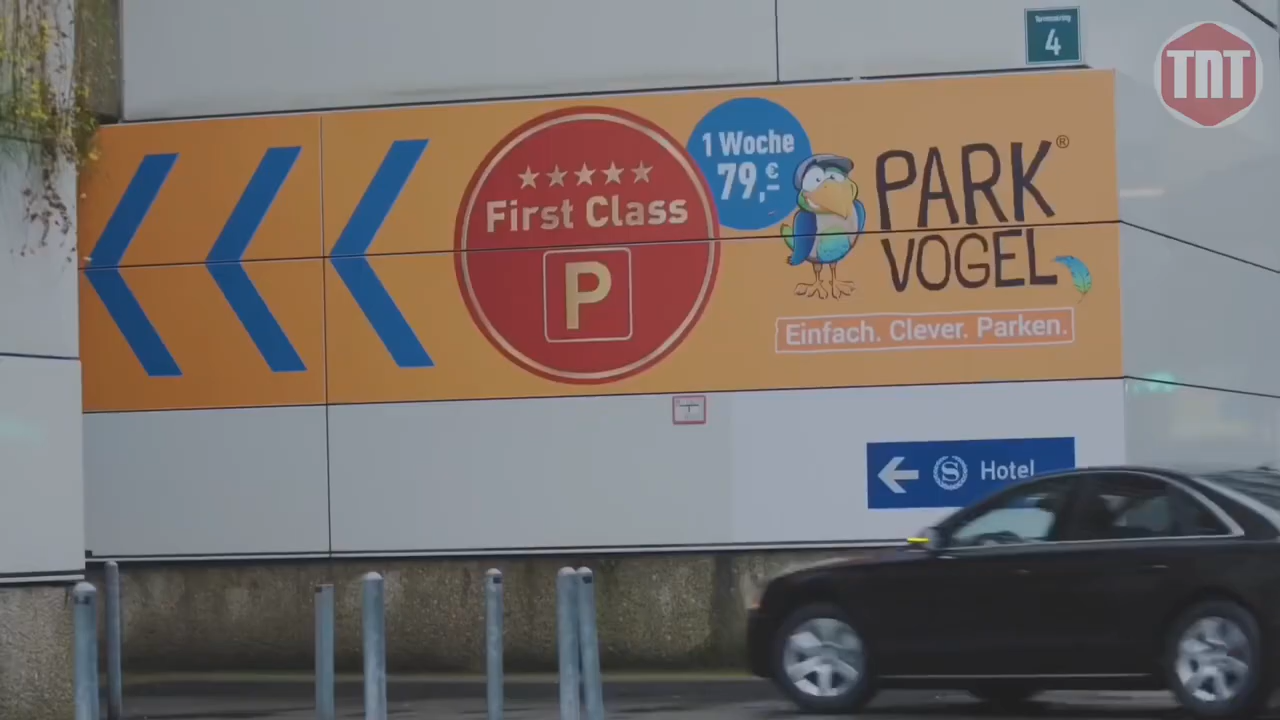 4
TNT
1 Woche
79,-€
First Class
P
PARK®
VOGEL
Einfach. Clever. Parken.
S Hotel